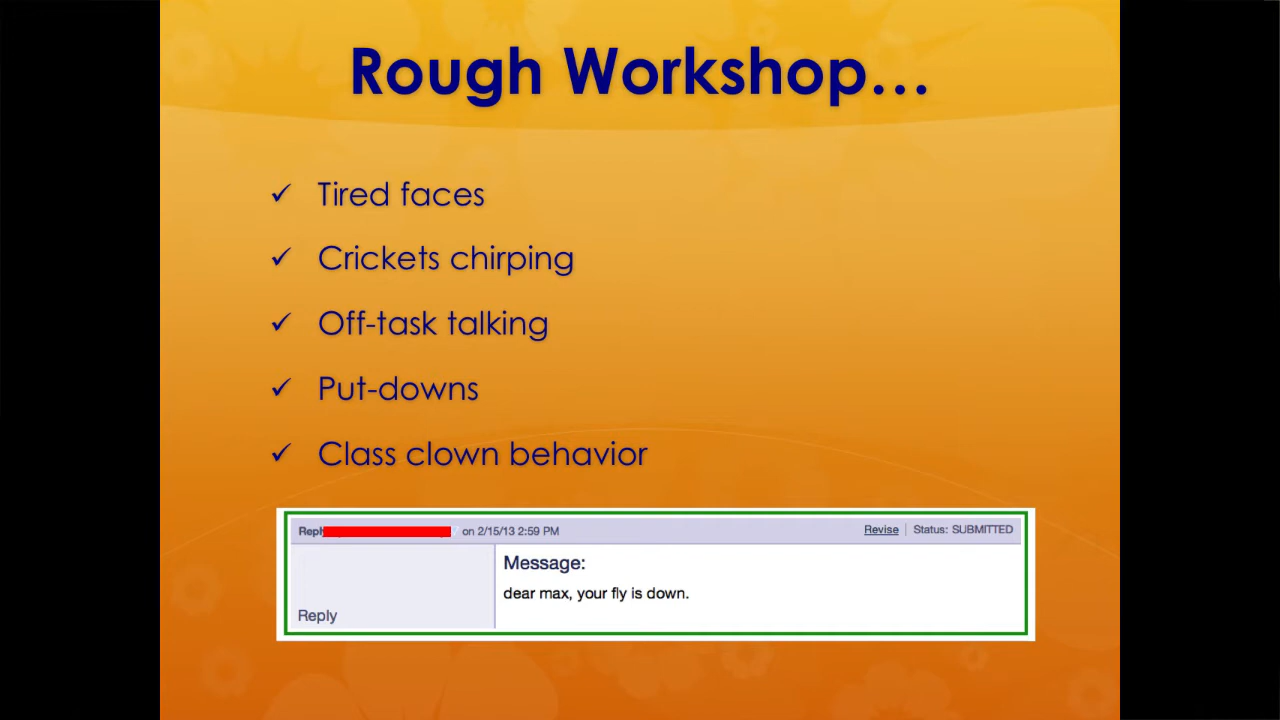 Rough Workshop...
✓ Tired faces
✓ Crickets chirping
✓ Off-task talking
✓ Put-downs
✓ Class clown behavior
on 2/15/13 2:59 PM Revise | Status: SUBMITTED
Message:
dear max, your fly is down.
Reply